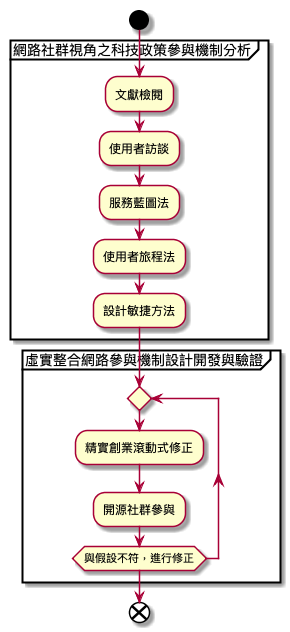 網路社群視角之科技政策參與機制分析
文獻檢閱
使用者訪談
服務藍圖法
使用者旅程法
設計敏捷方法
虛實整合網路參與機制設計開發與驗證
精實創業滾動式修正
開源社群參與
與假設不符，進行修正